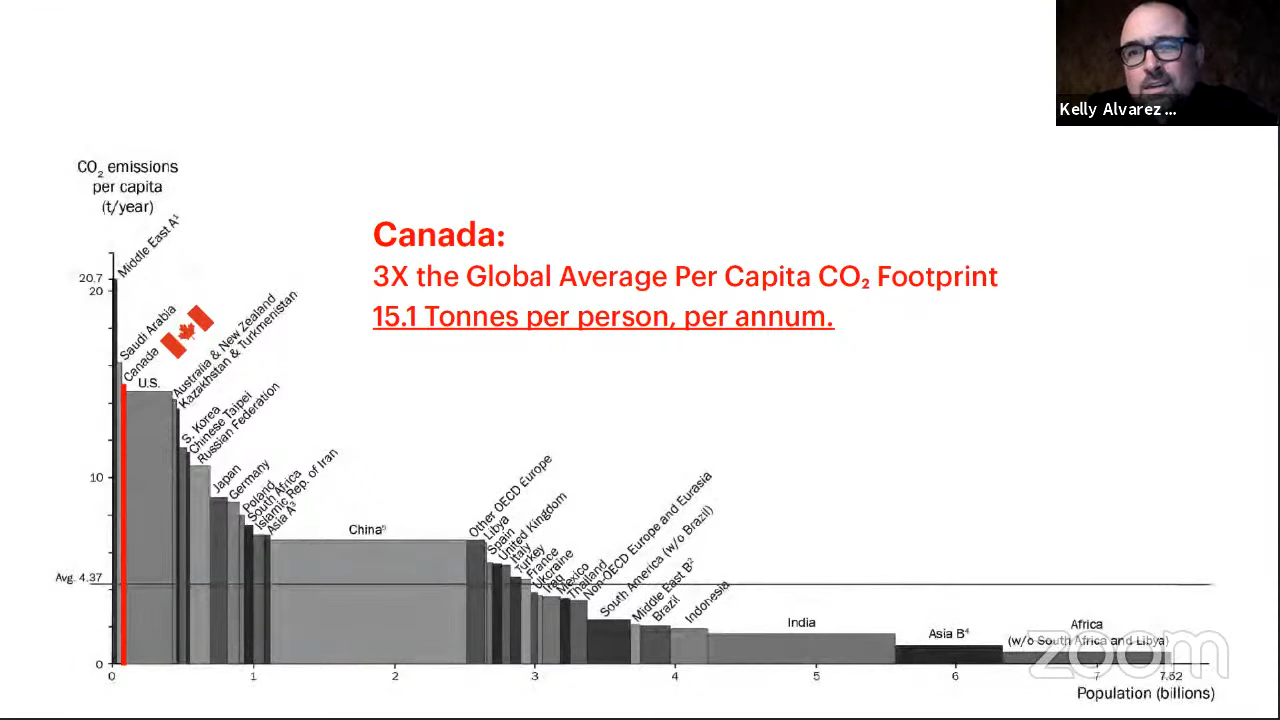 Kelly Alvarez ...
CO₂ emissions
per capita
(t/year)
Canada:
3X the Global Average Per Capita CO₂ Footprint
15.1 Tonnes per person, per annum.
20.7
20
10
Avg. 4.37
0
Middle East A¹
Saudi Arabia
Canada
U.S.
Australia & New Zealand
Kazakhstan & Turkmenistan
S. Korea
Chinese Taipei
Russian Federation
Japan
Germany
Poland
South Africa
Islamic Rep. of Iran
Asia A³
China⁵
Other OECD Europe
Libya
Spain
United Kingdom
Italy
Turkey
France
Ukraine
Iraq
Mexico
Thailand
Non-OECD Europe and Eurasia
South America (w/o Brazil)
Middle East B²
Brazil
Indonesia
India
Asia B⁴
Africa
(w/o South Africa and Libya)
0 1 2 3 4 5 6 7 7.62
Population (billions)
zoom